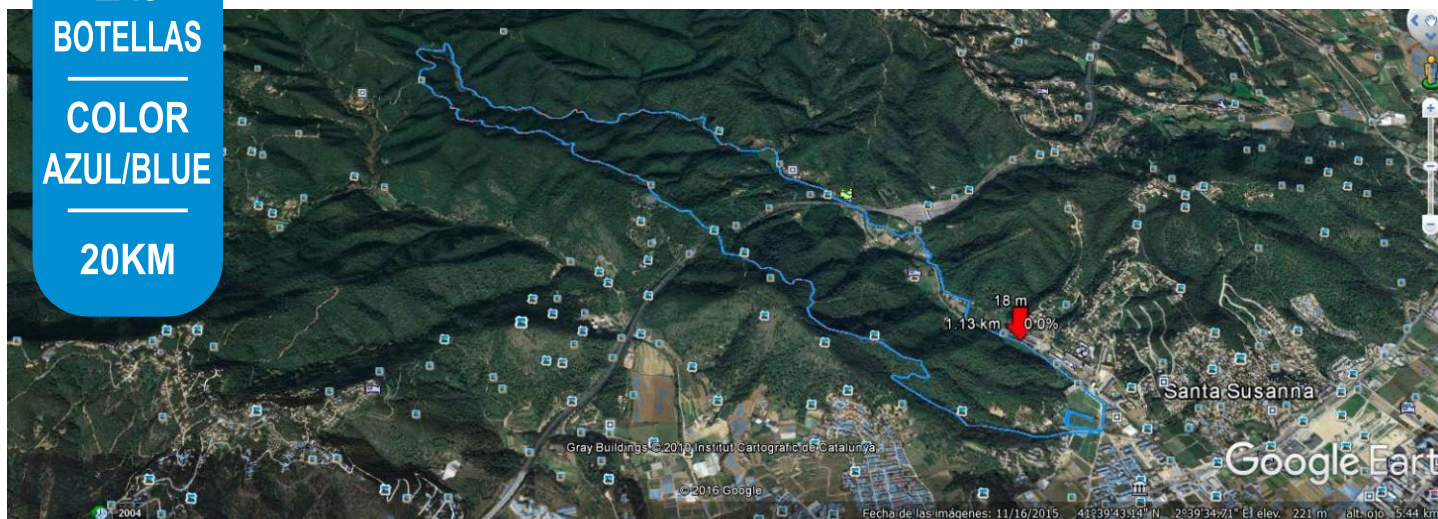 BOTELLAS
COLOR
AZUL/BLUE
20KM
18 m
1.13 km 0.0%
Santa Susanna
Gray Buildings © 2010 Institut Cartogràfic de Catalunya
© 2016 Google
Google Eart
2004
Fecha de las imágenes: 11/16/2015 41°39'43.14" N 2°39'34.71" E elev. 221 m alt. ojo 5.44 km